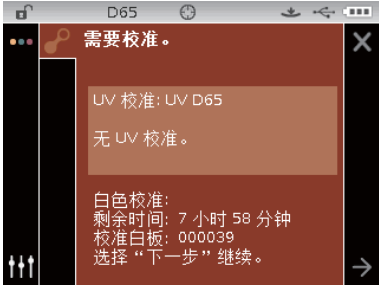 D65
需要校准。
UV 校准: UV D65
无 UV 校准。
白色校准:
剩余时间: 7 小时 58 分钟
校准白板: 000039
选择“下一步”继续。